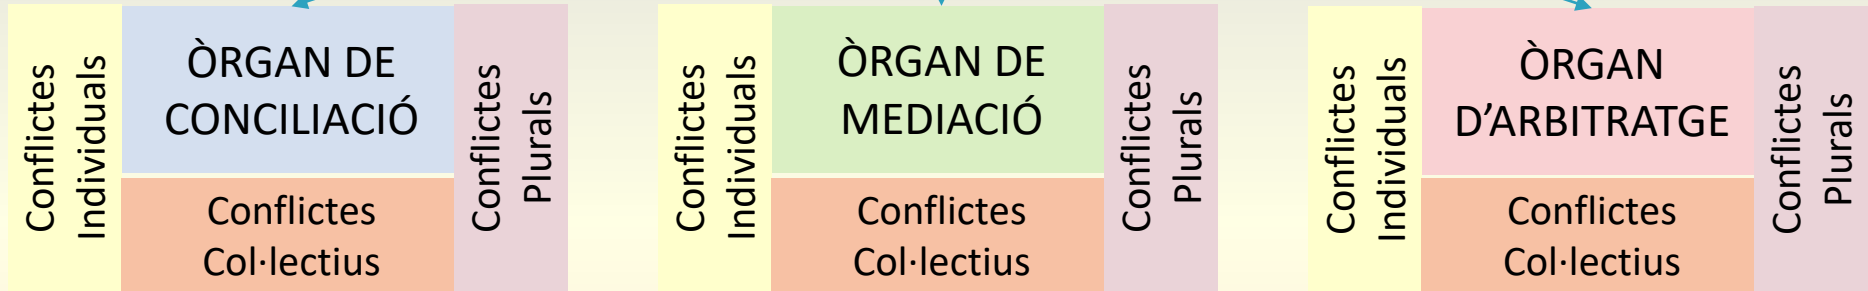 Conflictes
Individuals
ÒRGAN DE
CONCILIACIÓ
Conflictes
Col·lectius
Conflictes
Plurals
Conflictes
Individuals
ÒRGAN DE
MEDIACIÓ
Conflictes
Col·lectius
Conflictes
Plurals
Conflictes
Individuals
ÒRGAN
D’ARBITRATGE
Conflictes
Col·lectius
Conflictes
Plurals